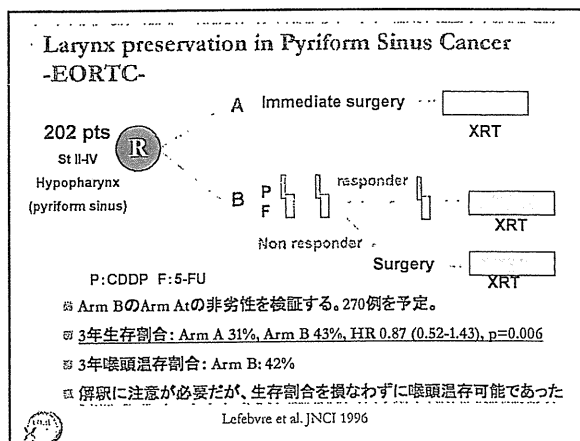 Larynx preservation in Pyriform Sinus Cancer
-EORTC-
202 pts
St II-IV
Hypopharynx
(pyriform sinus)
R
A Immediate surgery
XRT
B P F
responder
XRT
Non responder
Surgery
XRT
P:CDDP F:5-FU
Arm BのArm Atの非劣性を検証する。270例を予定。
3年生存割合: Arm A 31%, Arm B 43%, HR 0.87 (0.52-1.43), p=0.006
3年喉頭温存割合: Arm B: 42%
解釈に注意が必要だが、生存割合を損なわずに喉頭温存可能であった
Lefebvre et al. JNCI 1996